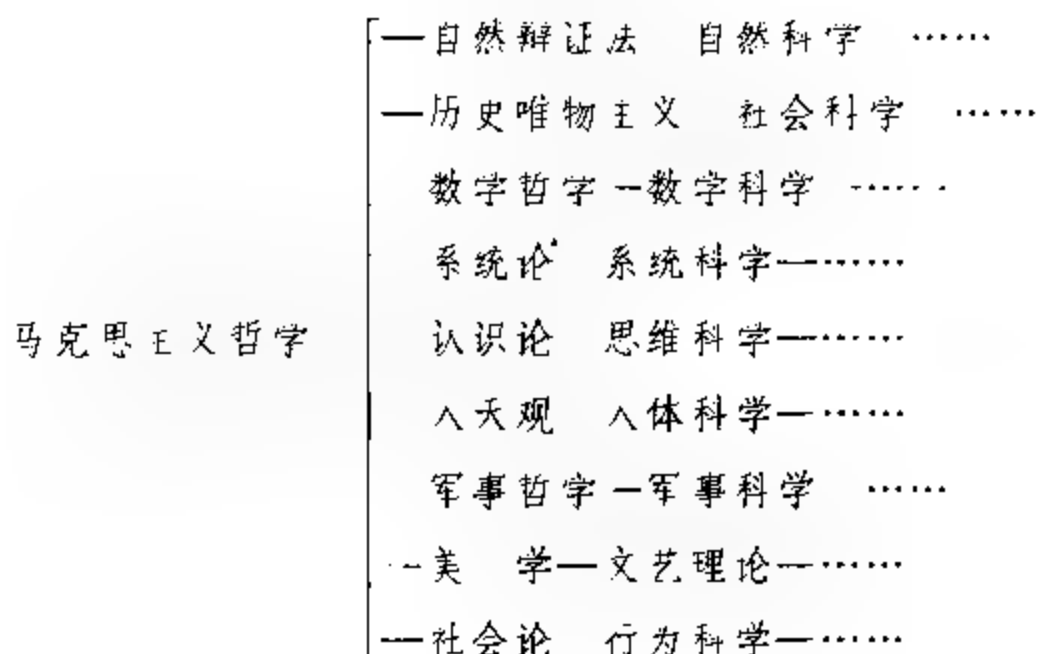 —自然辩证法 自然科学 ……
—历史唯物主义 社会科学 ……
数学哲学—数学科学 ……
系统论 系统科学—……
马克思主义哲学 认识论 思维科学—……
人天观 人体科学—……
军事哲学—军事科学 ……
—美 学—文艺理论—……
—社会论 行为科学—……